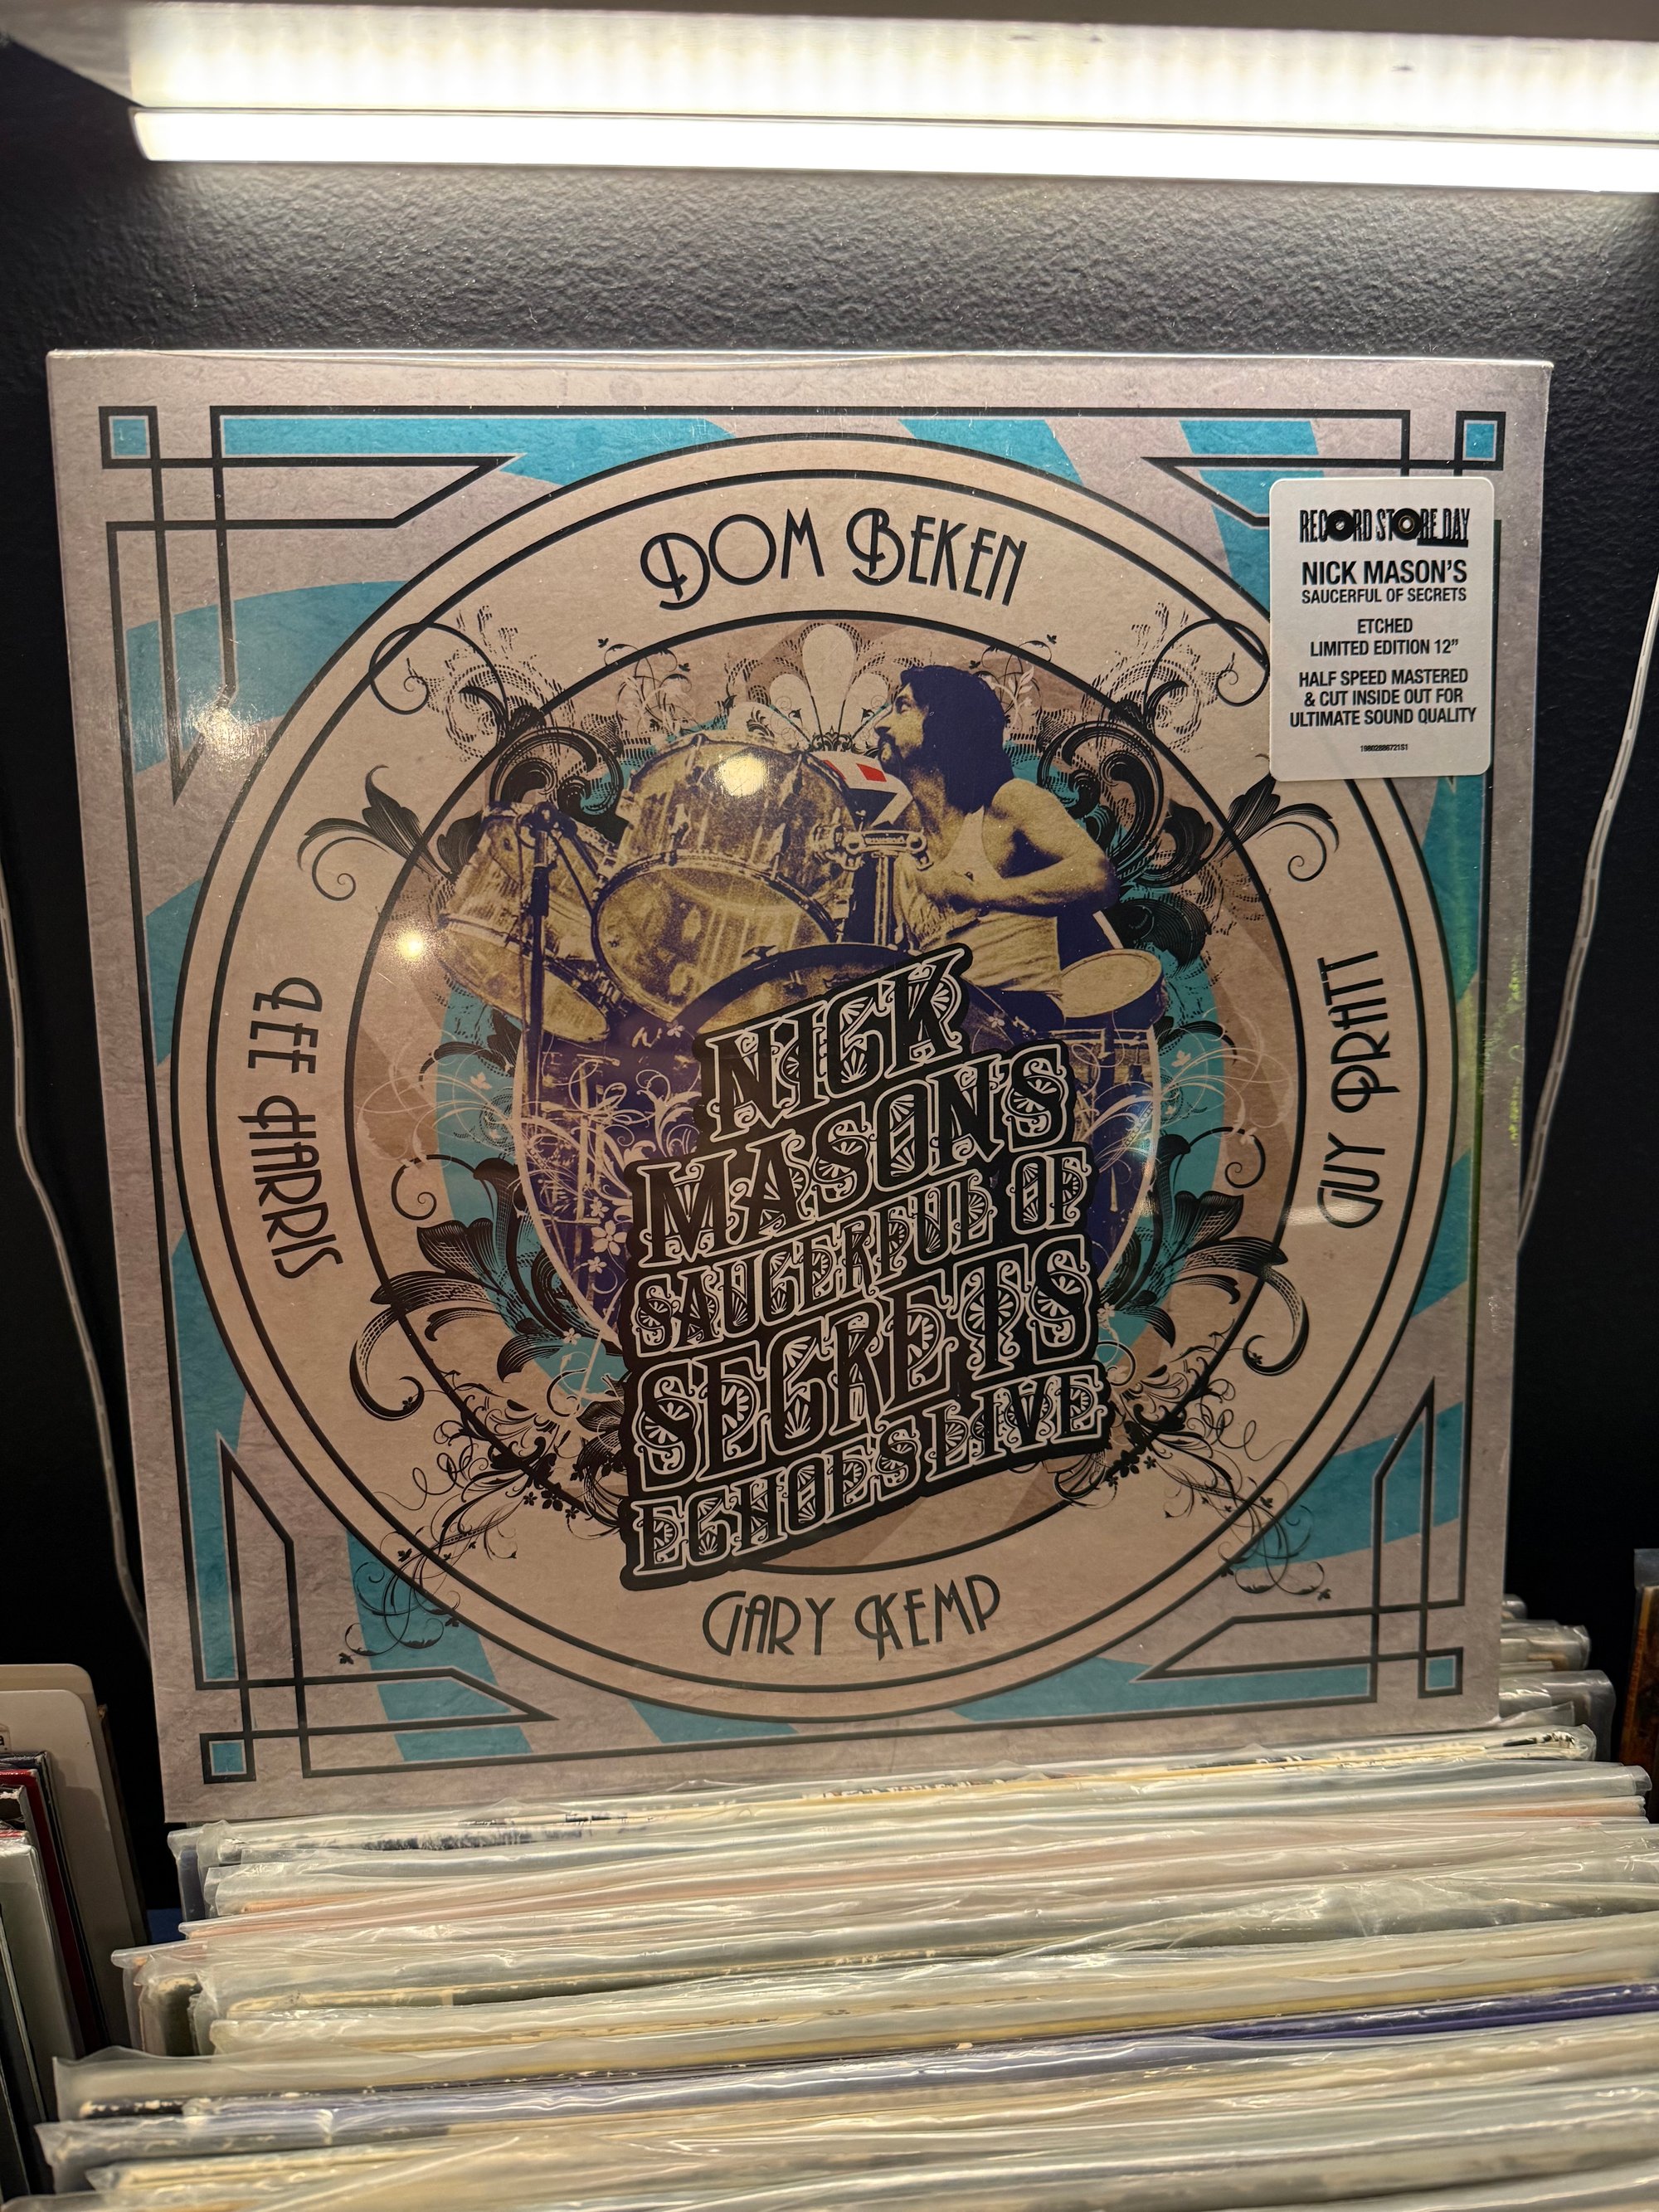 DOM BEKEN
RECORD STORE DAY
NICK MASON'S
SAUCERFUL OF SECRETS
ETCHED
LIMITED EDITION 12"
HALF SPEED MASTERED
& CUT INSIDE OUT FOR
ULTIMATE SOUND QUALITY
LEE HARRIS
GUY PRATT
NICK
MASON'S
SAUCERFUL OF
SECRETS
ECHOES LIVE
GARY KEMP